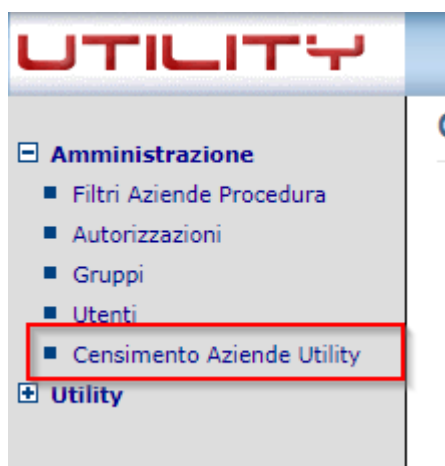 UTILITY
Amministrazione
Filtri Aziende Procedura
Autorizzazioni
Gruppi
Utenti
Censimento Aziende Utility
Utility